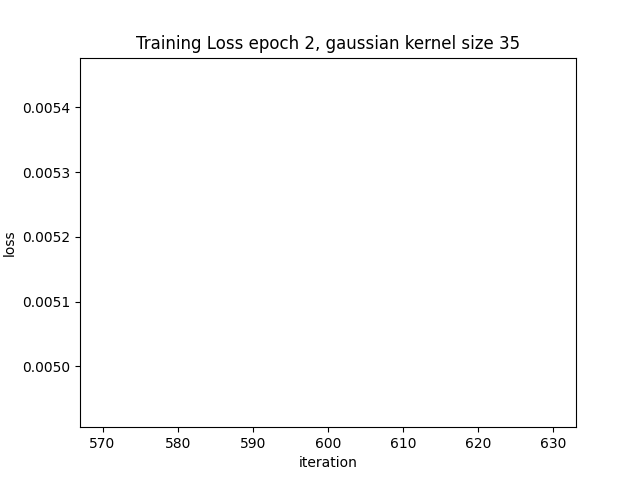 Training Loss epoch 2, gaussian kernel size 35
0.0054
0.0053
0.0052
0.0051
0.0050
loss
570 580 590 600 610 620 630
iteration